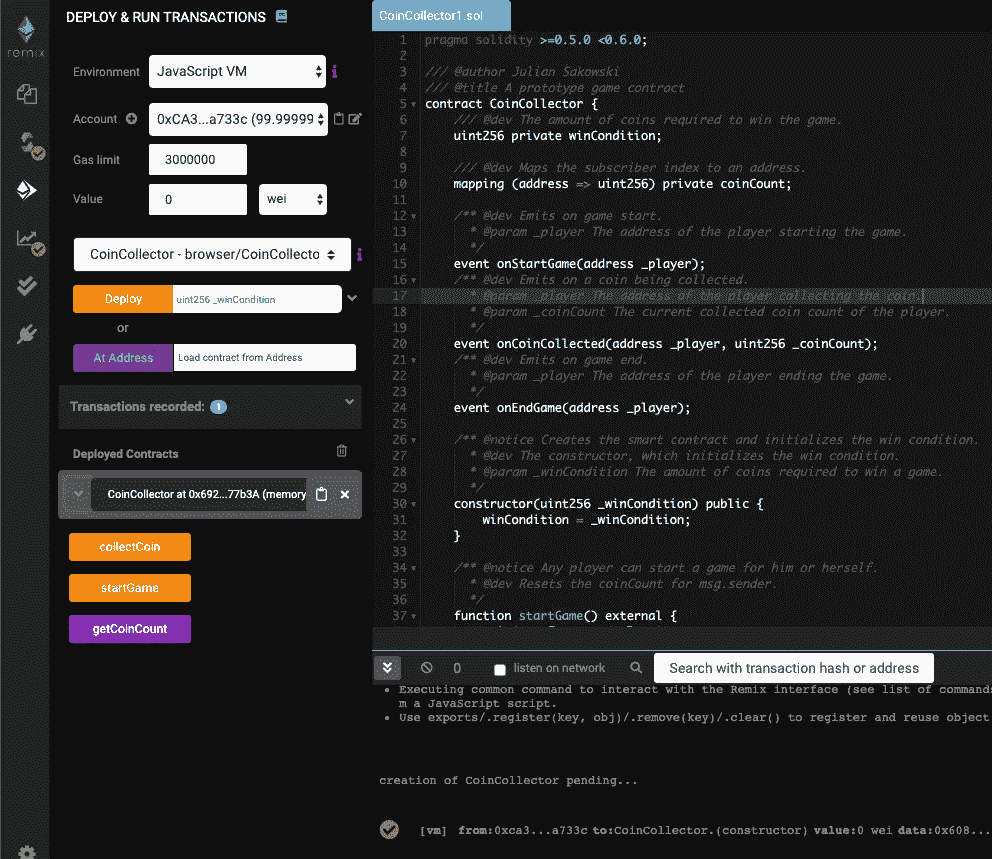 remix
DEPLOY & RUN TRANSACTIONS
Environment
JavaScript VM
Account
0xCA3...a733c (99.99999
Gas limit
3000000
Value
0
wei
CoinCollector - browser/CoinCollecto
Deploy
uint256 _winCondition
or
At Address
Load contract from Address
Transactions recorded: 1
Deployed Contracts
CoinCollector at 0x692...77b3A (memory
collectCoin
startGame
getCoinCount
CoinCollector1.sol
1 pragma solidity >=0.5.0 <0.6.0;
2
3 /// @author Julian Sakowski
4 /// @title A prototype game contract
5 contract CoinCollector {
6 /// @dev The amount of coins required to win the game.
7 uint256 private winCondition;
8
9 /// @dev Maps the subscriber index to an address.
10 mapping (address => uint256) private coinCount;
11
12 /** @dev Emits on game start.
13 * @param _player The address of the player starting the game.
14 */
15 event onStartGame(address _player);
16 /** @dev Emits on a coin being collected.
17 * @param _player The address of the player collecting the coin.
18 * @param _coinCount The current collected coin count of the player.
19 */
20 event onCoinCollected(address _player, uint256 _coinCount);
21 /** @dev Emits on game end.
22 * @param _player The address of the player ending the game.
23 */
24 event onEndGame(address _player);
25
26 /** @notice Creates the smart contract and initializes the win condition.
27 * @dev The constructor, which initializes the win condition.
28 * @param _winCondition The amount of coins required to win a game.
29 */
30 constructor(uint256 _winCondition) public {
31 winCondition = _winCondition;
32 }
33
34 /** @notice Any player can start a game for him or herself.
35 * @dev Resets the coinCount for msg.sender.
36 */
37 function startGame() external {
0
listen on network
Search with transaction hash or address
• Executing common command to interact with the Remix interface (see list of commands
m a JavaScript script.
• Use exports/.register(key, obj)/.remove(key)/.clear() to register and reuse object
creation of CoinCollector pending...
[vm] from:0xca3...a733c to:CoinCollector.(constructor) value:0 wei data:0x608...